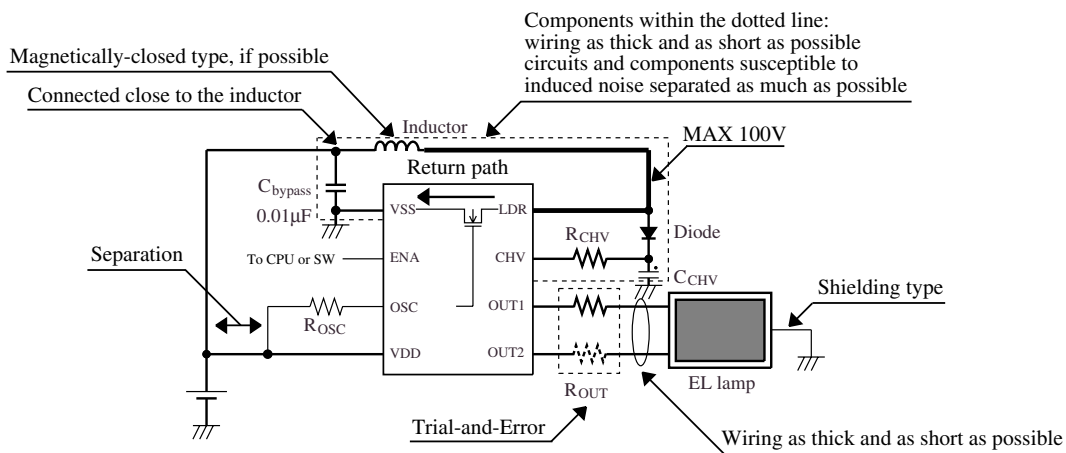 Components within the dotted line:
wiring as thick and as short as possible
circuits and components susceptible to
induced noise separated as much as possible
Magnetically-closed type, if possible
Connected close to the inductor
Inductor
MAX 100V
Return path
Cbypass
0.01μF
VSS
LDR
RCHV
Diode
Separation
To CPU or SW
ENA
CHV
CCHV
Shielding type
ROSC
OSC
OUT1
VDD
OUT2
ROUT
EL lamp
Trial-and-Error
Wiring as thick and as short as possible